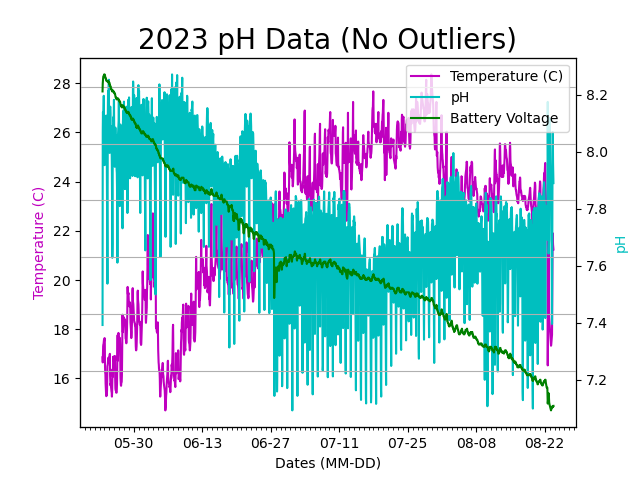 2023 pH Data (No Outliers)
Temperature (C)
pH
Battery Voltage
28
26
24
22
20
18
16
Temperature (C)
8.2
8.0
7.8
7.6
7.4
7.2
pH
05-30
06-13
06-27
07-11
07-25
08-08
08-22
Dates (MM-DD)